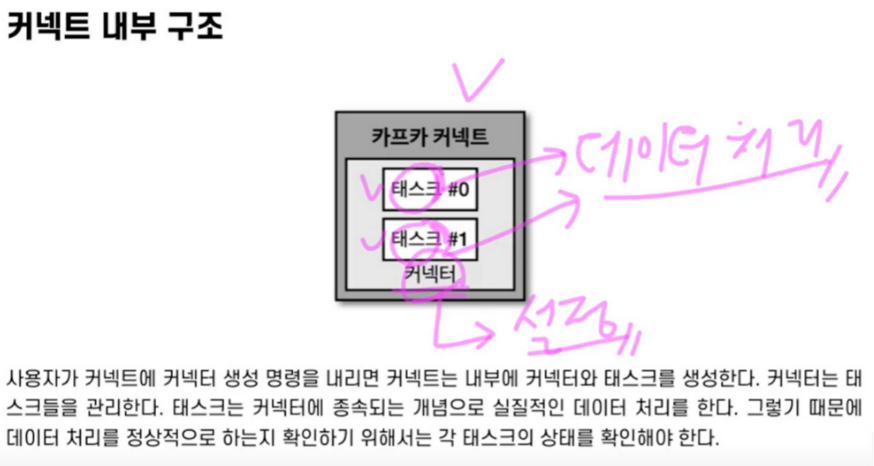 커넥트 내부 구조
카프카 커넥트
태스크 #0
데이터 처리
태스크 #1
커넥터
설정
사용자가 커넥트에 커넥터 생성 명령을 내리면 커넥트는 내부에 커넥터와 태스크를 생성한다. 커넥터는 태
스크들을 관리한다. 태스크는 커넥터에 종속되는 개념으로 실질적인 데이터 처리를 한다. 그렇기 때문에
데이터 처리를 정상적으로 하는지 확인하기 위해서는 각 태스크의 상태를 확인해야 한다.